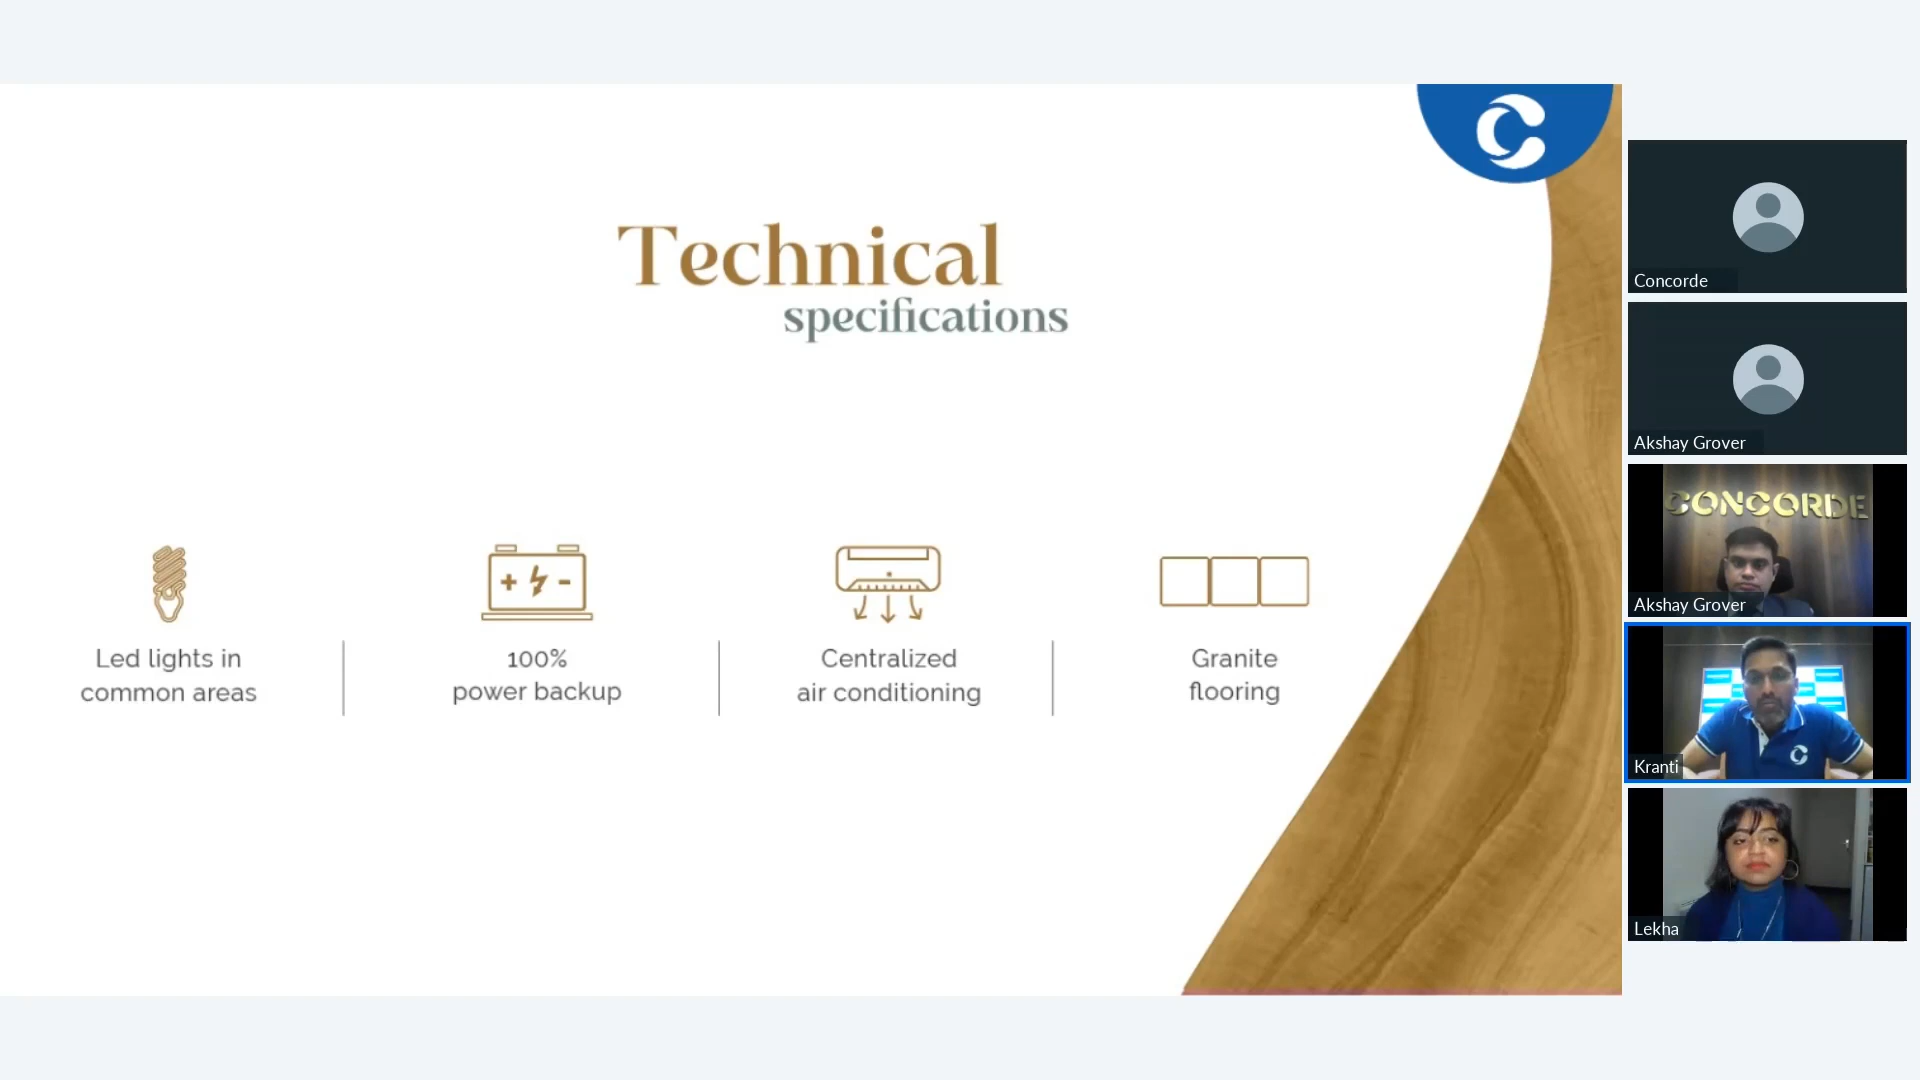 Technical
specifications
Led lights in
common areas
100%
power backup
Centralized
air conditioning
Granite
flooring
Concorde
Akshay Grover
CONCORDE
Akshay Grover
Kranti
Lekha